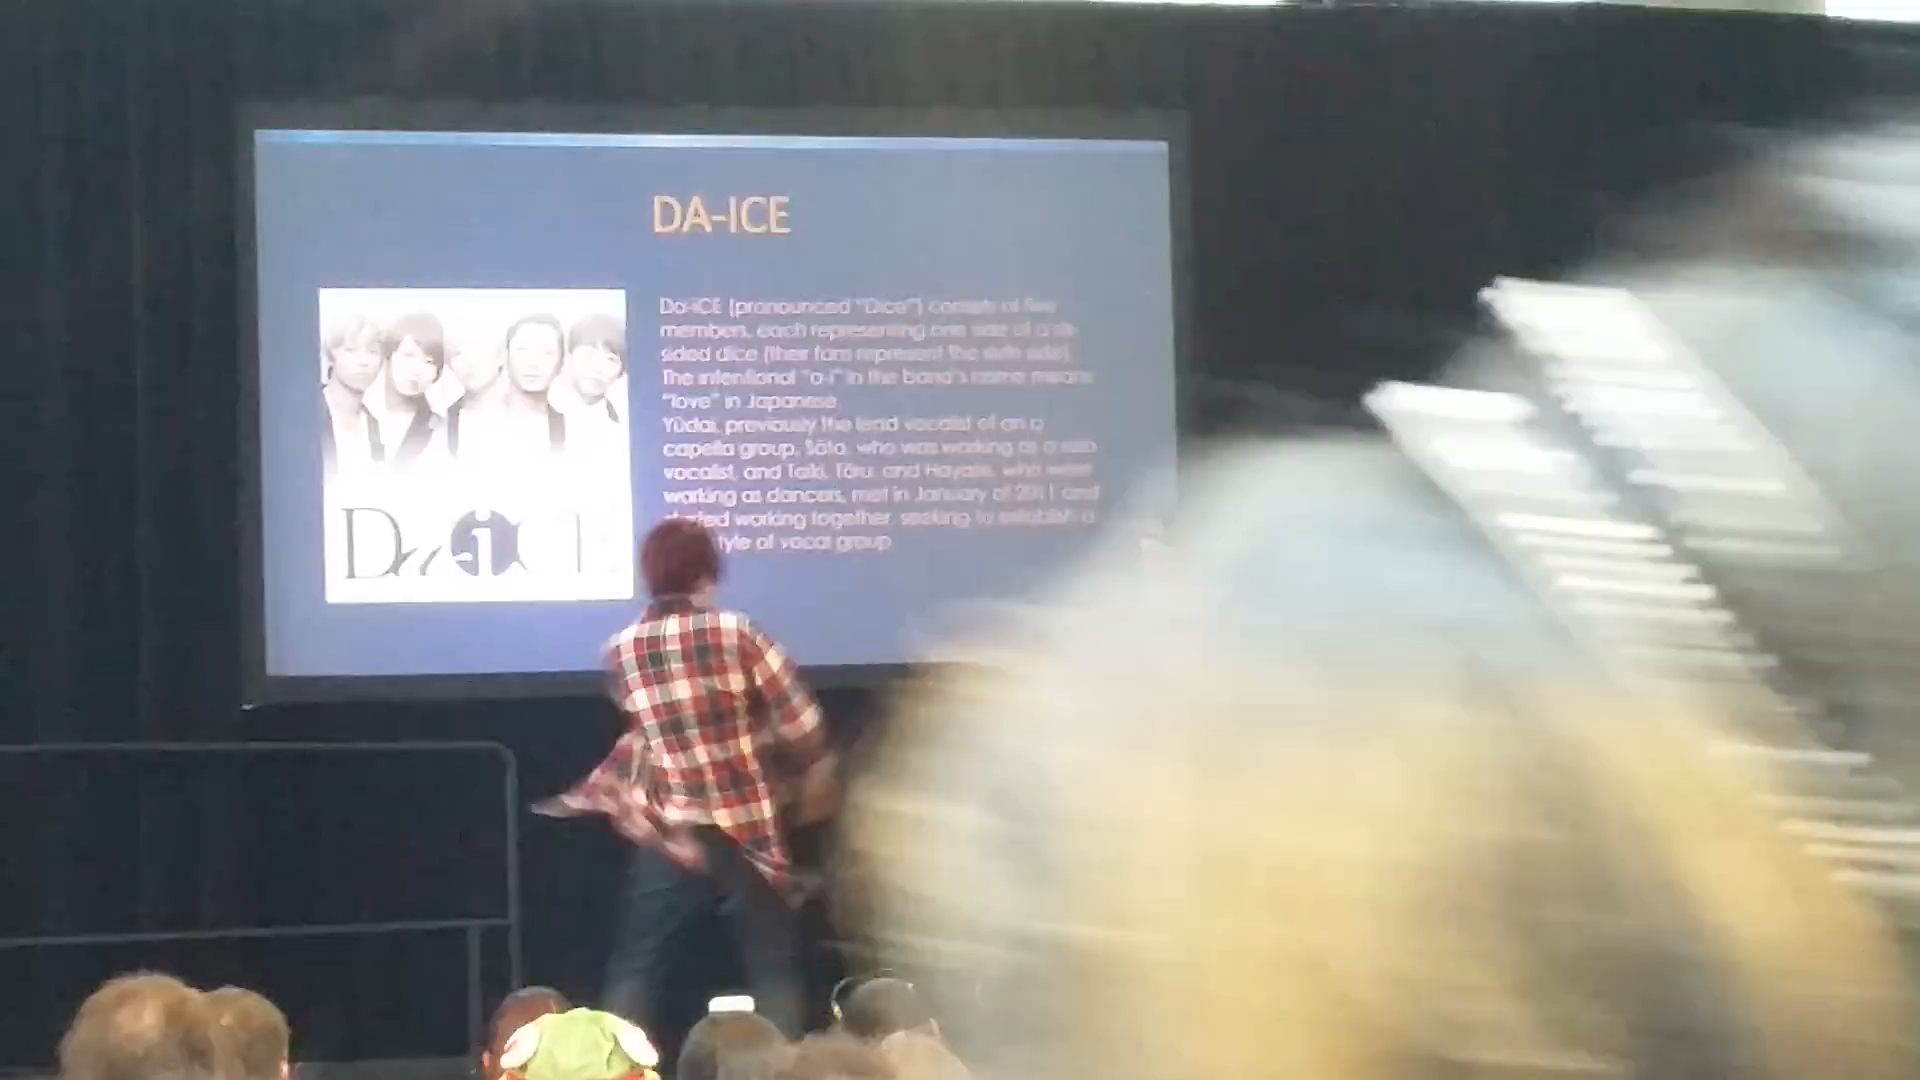 DA-ICE
Da-iCE (pronounced "Dice") consists of five
members, each representing one side of a six-
sided dice (their fans represent the sixth side).
The intentional "a-i" in the band's name means
"love" in Japanese.
Yūdai, previously the lead vocalist of an a
capella group, Sōta, who was working as a solo
vocalist, and Taiki, Tōru, and Hayate, who were
working as dancers, met in January of 2011 and
started working together, seeking to establish a
style of vocal group
Da-iCE